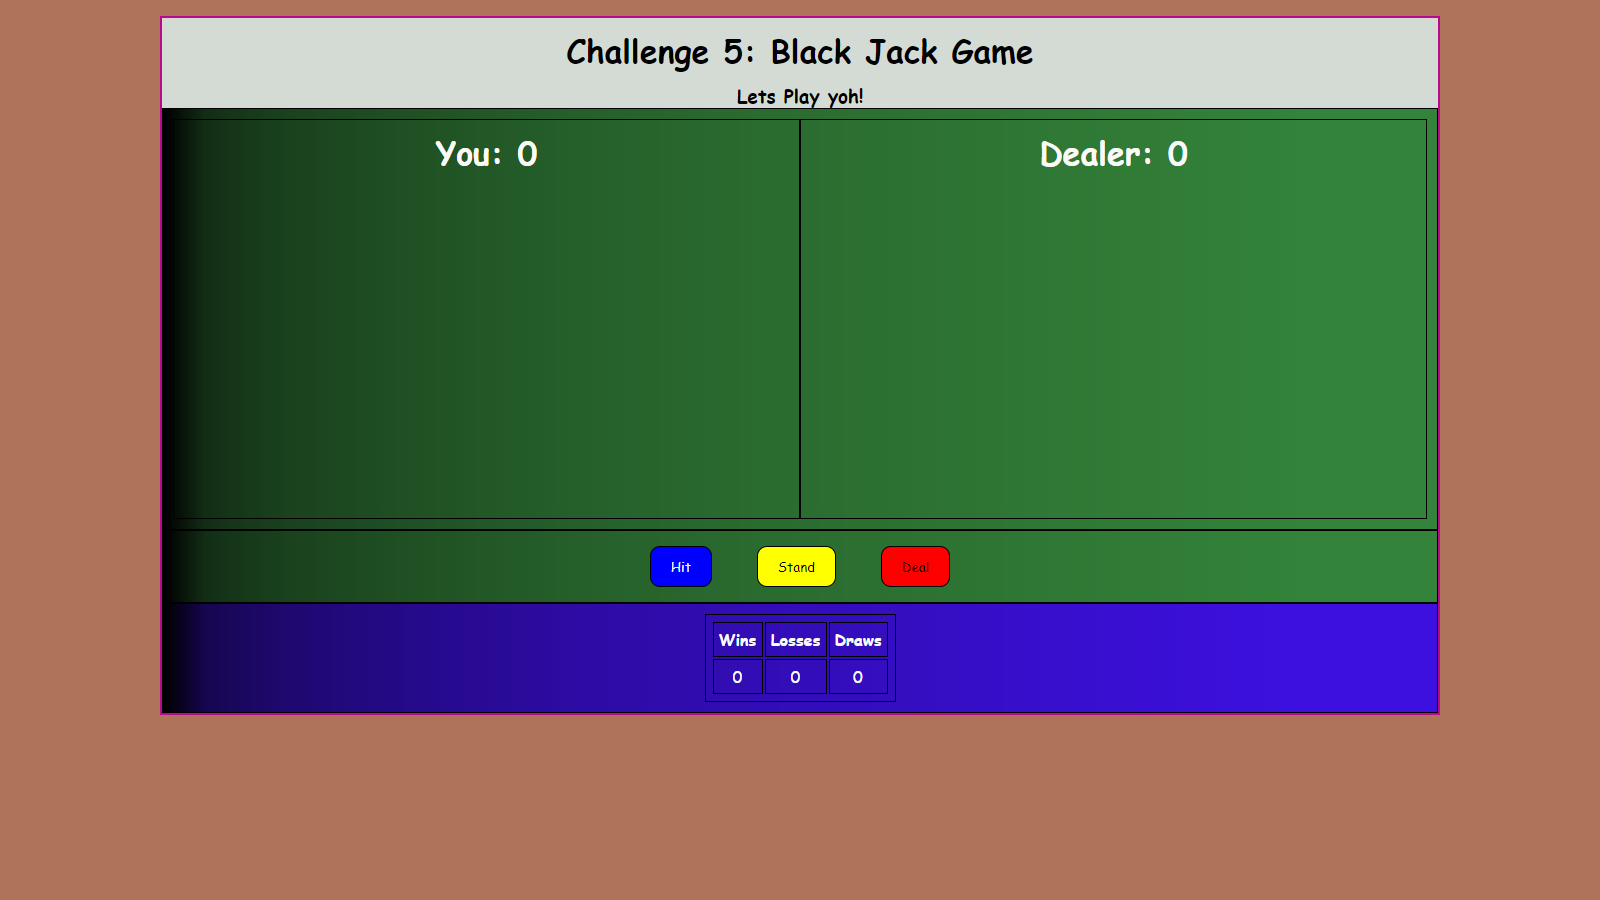 Challenge 5: Black Jack Game
Lets Play yoh!
You: 0
Dealer: 0
Hit
Stand
Deal
Wins Losses Draws
0 0 0